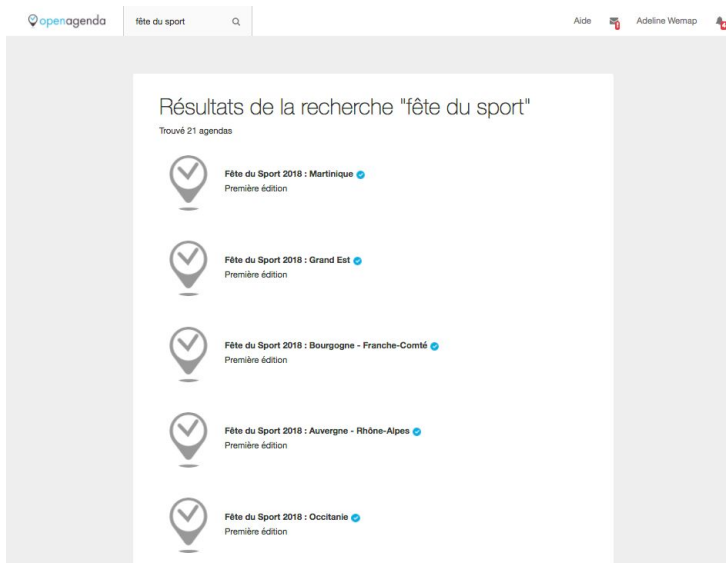 openagenda
fête du sport
Aide
Adeline Wemap
Résultats de la recherche "fête du sport"
Trouvé 21 agendas
Fête du Sport 2018 : Martinique
Première édition
Fête du Sport 2018 : Grand Est
Première édition
Fête du Sport 2018 : Bourgogne - Franche-Comté
Première édition
Fête du Sport 2018 : Auvergne - Rhône-Alpes
Première édition
Fête du Sport 2018 : Occitanie
Première édition